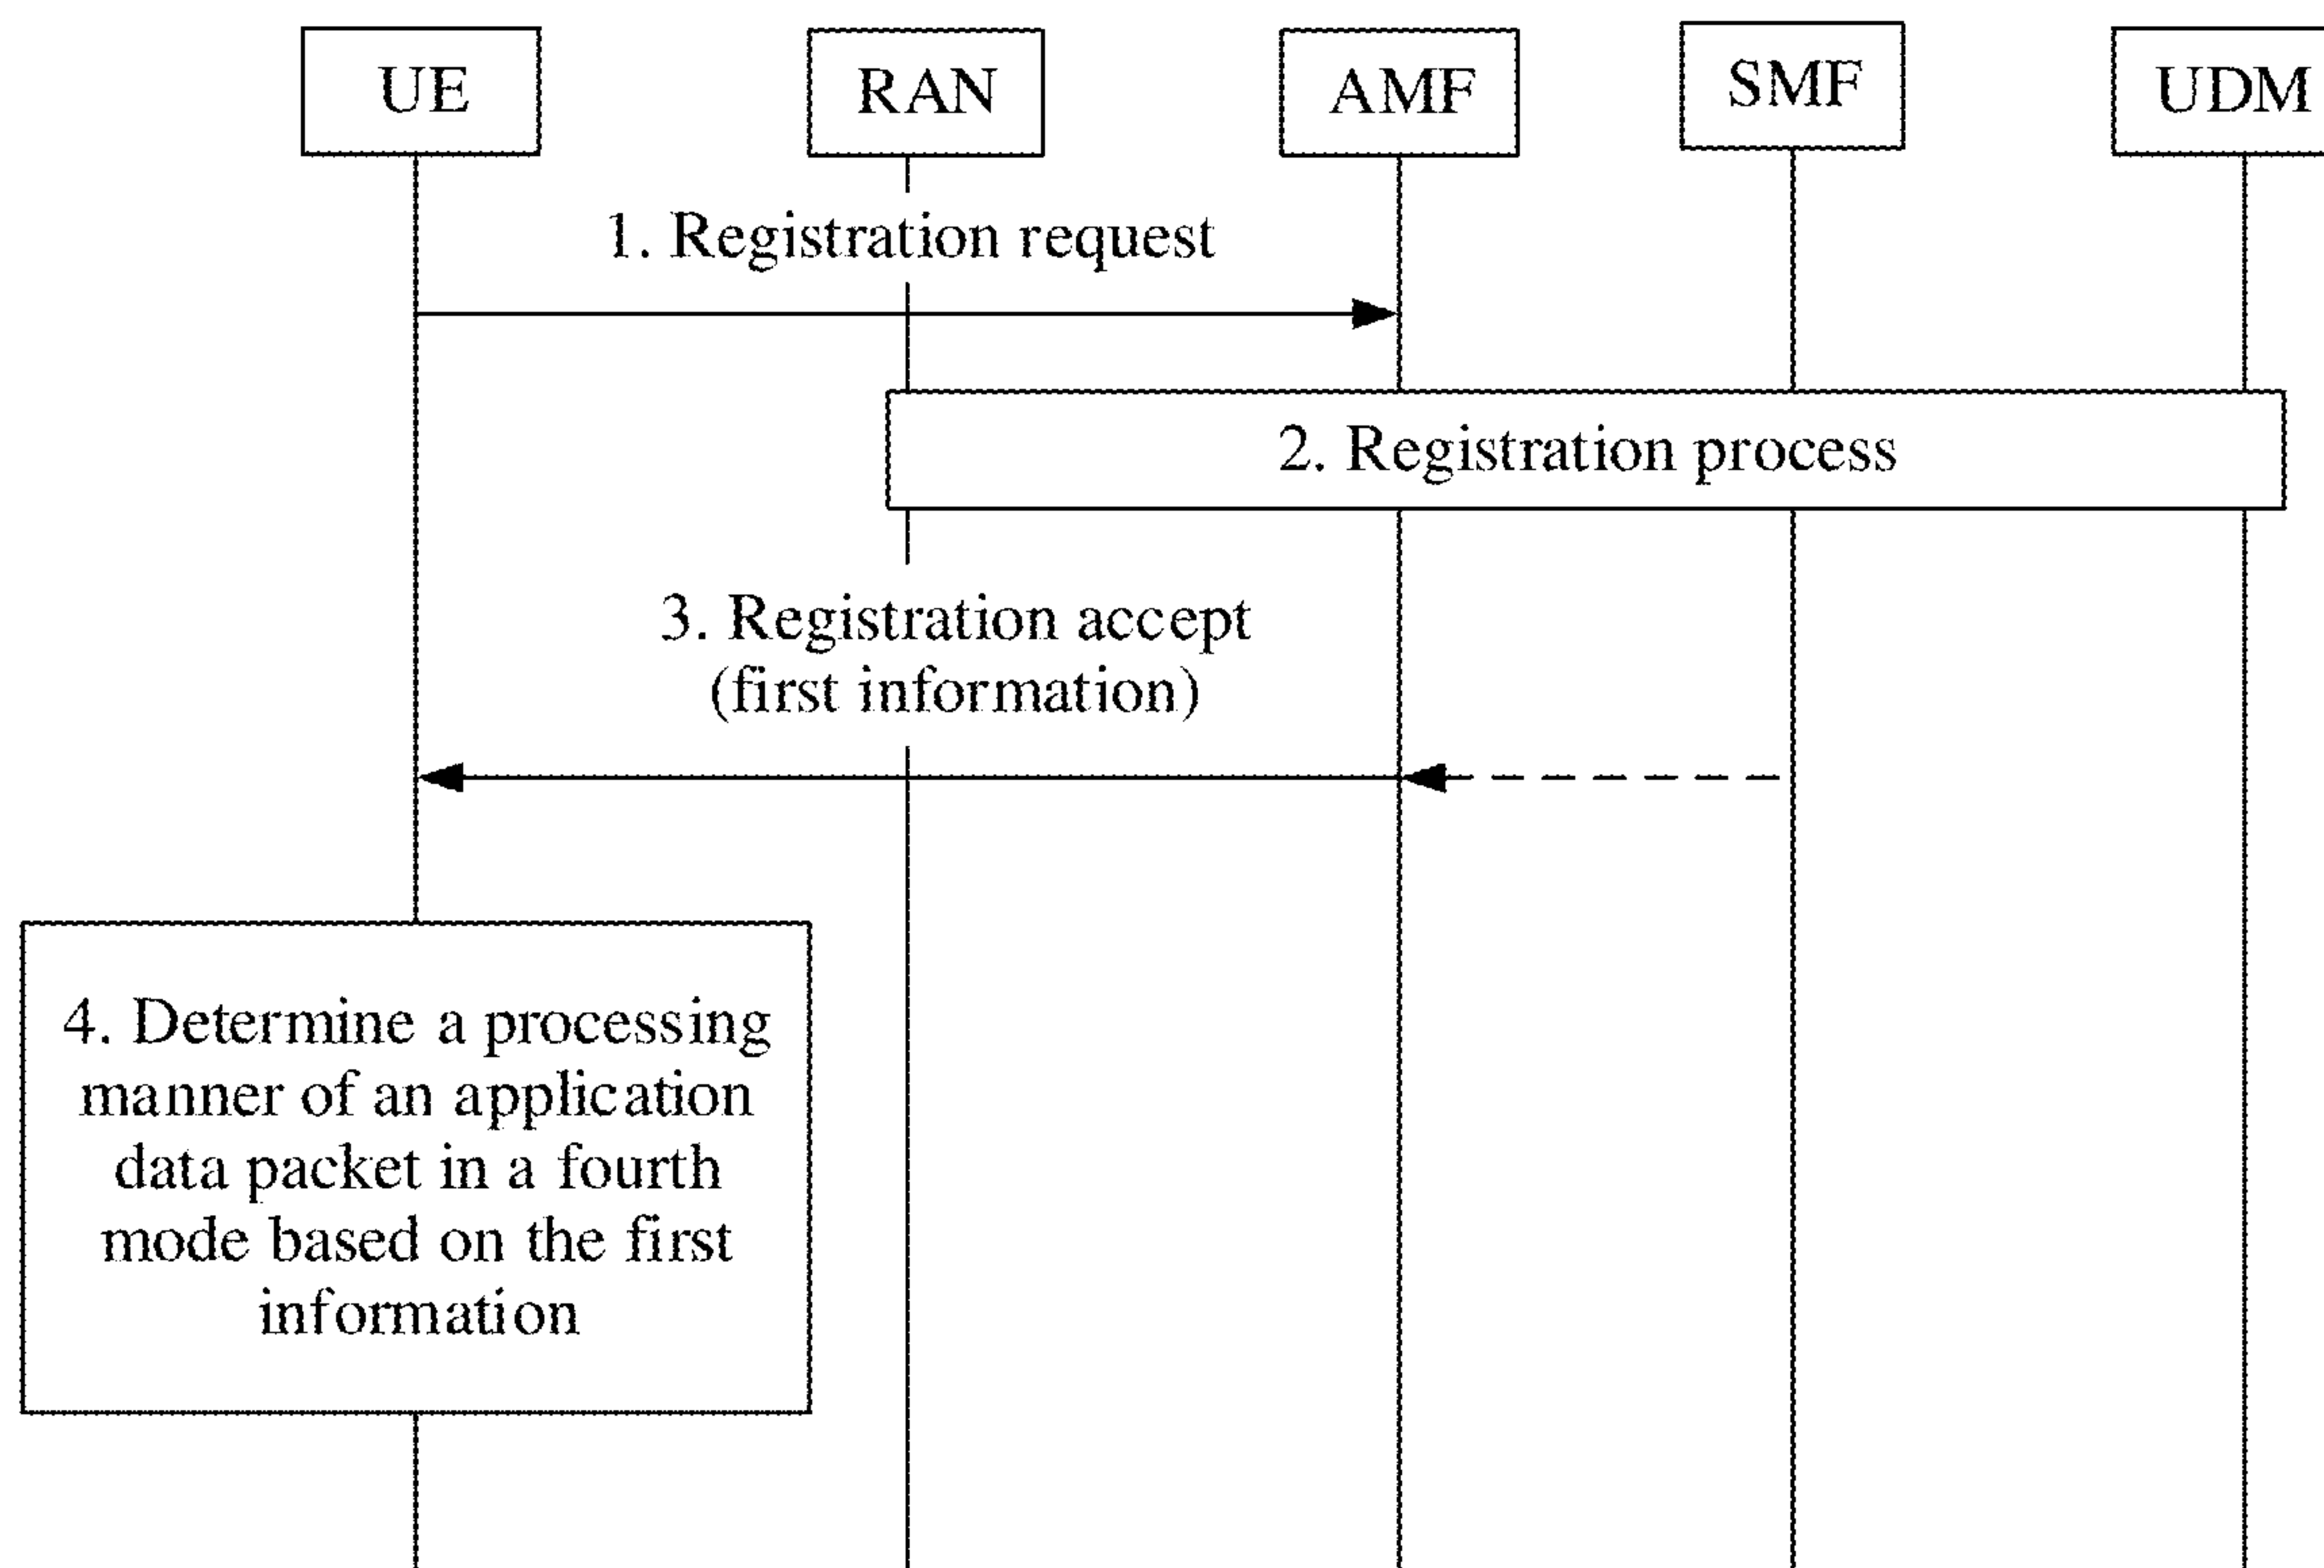 UE
RAN
AMF
SMF
UDM
1. Registration request
2. Registration process
3. Registration accept
(first information)
4. Determine a processing
manner of an application
data packet in a fourth
mode based on the first
information